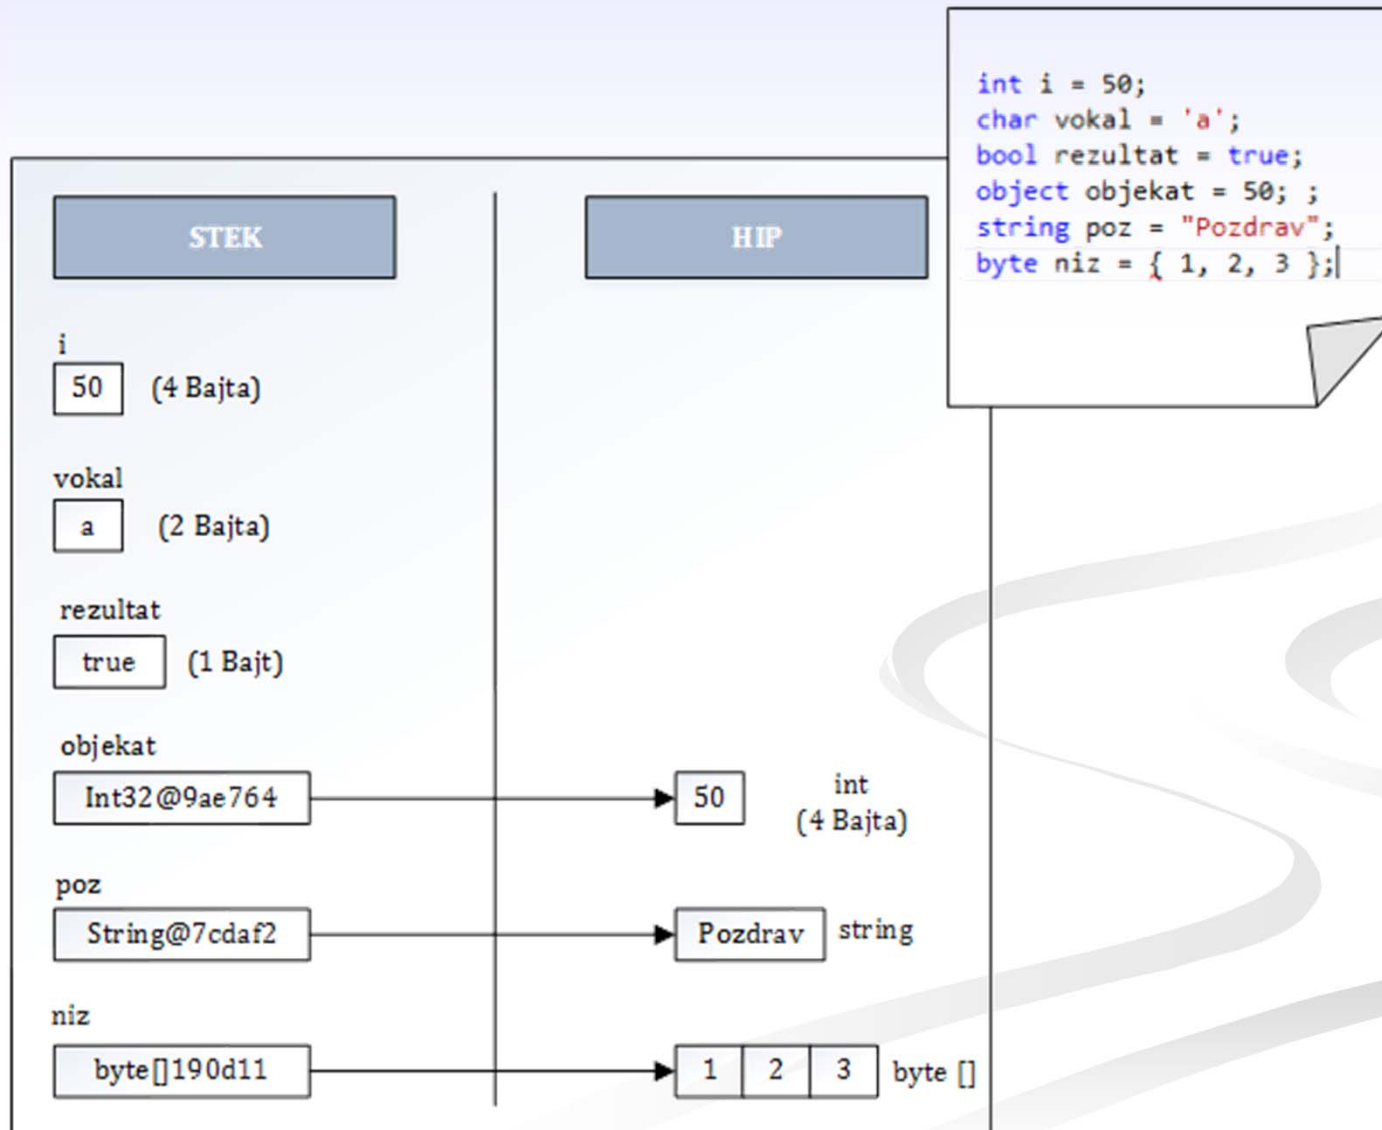 int i = 50;
char vokal = 'a';
bool rezultat = true;
object objekat = 50; ;
string poz = "Pozdrav";
byte niz = { 1, 2, 3 };
STEK
HIP
i
50 (4 Bajta)
vokal
a (2 Bajta)
rezultat
true (1 Bajt)
objekat
Int32@9ae764
50
int
(4 Bajta)
poz
String@7cdaf2
Pozdrav string
niz
byte[]190d11
1 2 3 byte []